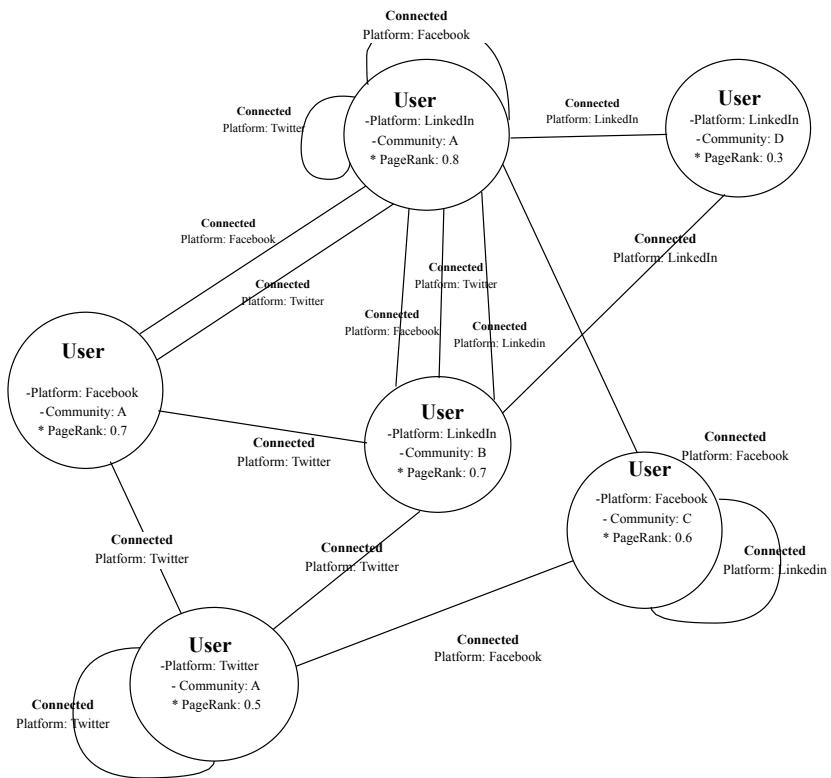 Connected
Platform: Facebook
User
-Platform: LinkedIn
-Community: A
* PageRank: 0.8
Connected
Platform: Twitter
Connected
Platform: LinkedIn
User
-Platform: LinkedIn
-Community: D
* PageRank: 0.3
Connected
Platform: Facebook
Connected
Platform: Twitter
Connected
Platform: Twitter
Connected
Platform: Facebook
Connected
Platform: Linkedin
Connected
Platform: LinkedIn
User
-Platform: Facebook
-Community: A
* PageRank: 0.7
User
-Platform: LinkedIn
-Community: B
* PageRank: 0.7
Connected
Platform: Twitter
Connected
Platform: Facebook
User
-Platform: Facebook
- Community: C
* PageRank: 0.6
Connected
Platform: Linkedin
Connected
Platform: Twitter
Connected
Platform: Twitter
User
-Platform: Twitter
- Community: A
* PageRank: 0.5
Connected
Platform: Facebook
Connected
Platform: Twitter